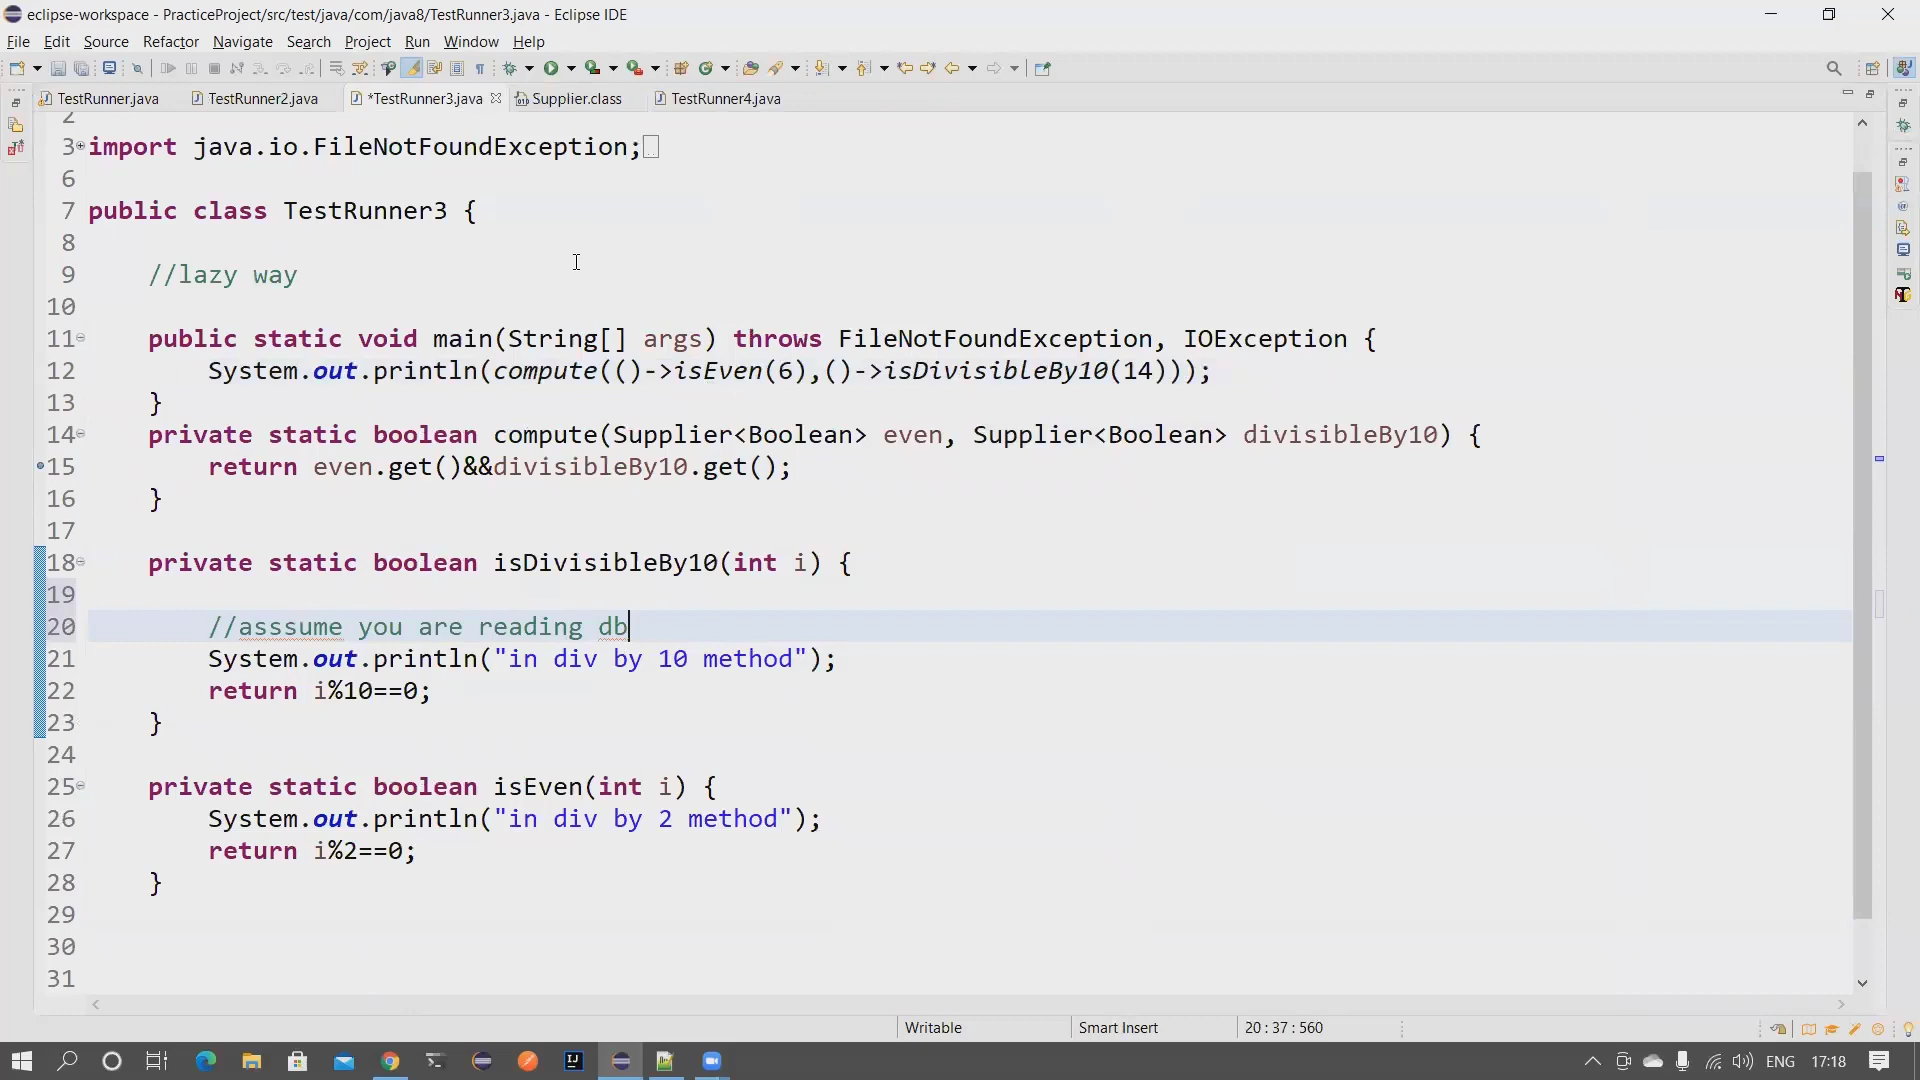 eclipse-workspace - PracticeProject/src/test/java/com/java8/TestRunner3.java - Eclipse IDE
File Edit Source Refactor Navigate Search Project Run Window Help
TestRunner.java TestRunner2.java *TestRunner3.java Supplier.class TestRunner4.java
2
3 import java.io.FileNotFoundException;
6
7 public class TestRunner3 {
8
9 //lazy way
10
11 public static void main(String[] args) throws FileNotFoundException, IOException {
12 System.out.println(compute(()->isEven(6),()->isDivisibleBy10(14)));
13 }
14 private static boolean compute(Supplier<Boolean> even, Supplier<Boolean> divisibleBy10) {
15 return even.get()&&divisibleBy10.get();
16 }
17
18 private static boolean isDivisibleBy10(int i) {
19
20 //asssume you are reading db
21 System.out.println("in div by 10 method");
22 return i%10==0;
23 }
24
25 private static boolean isEven(int i) {
26 System.out.println("in div by 2 method");
27 return i%2==0;
28 }
29
30
31
Writable Smart Insert 20 : 37 : 560
ENG 17:18